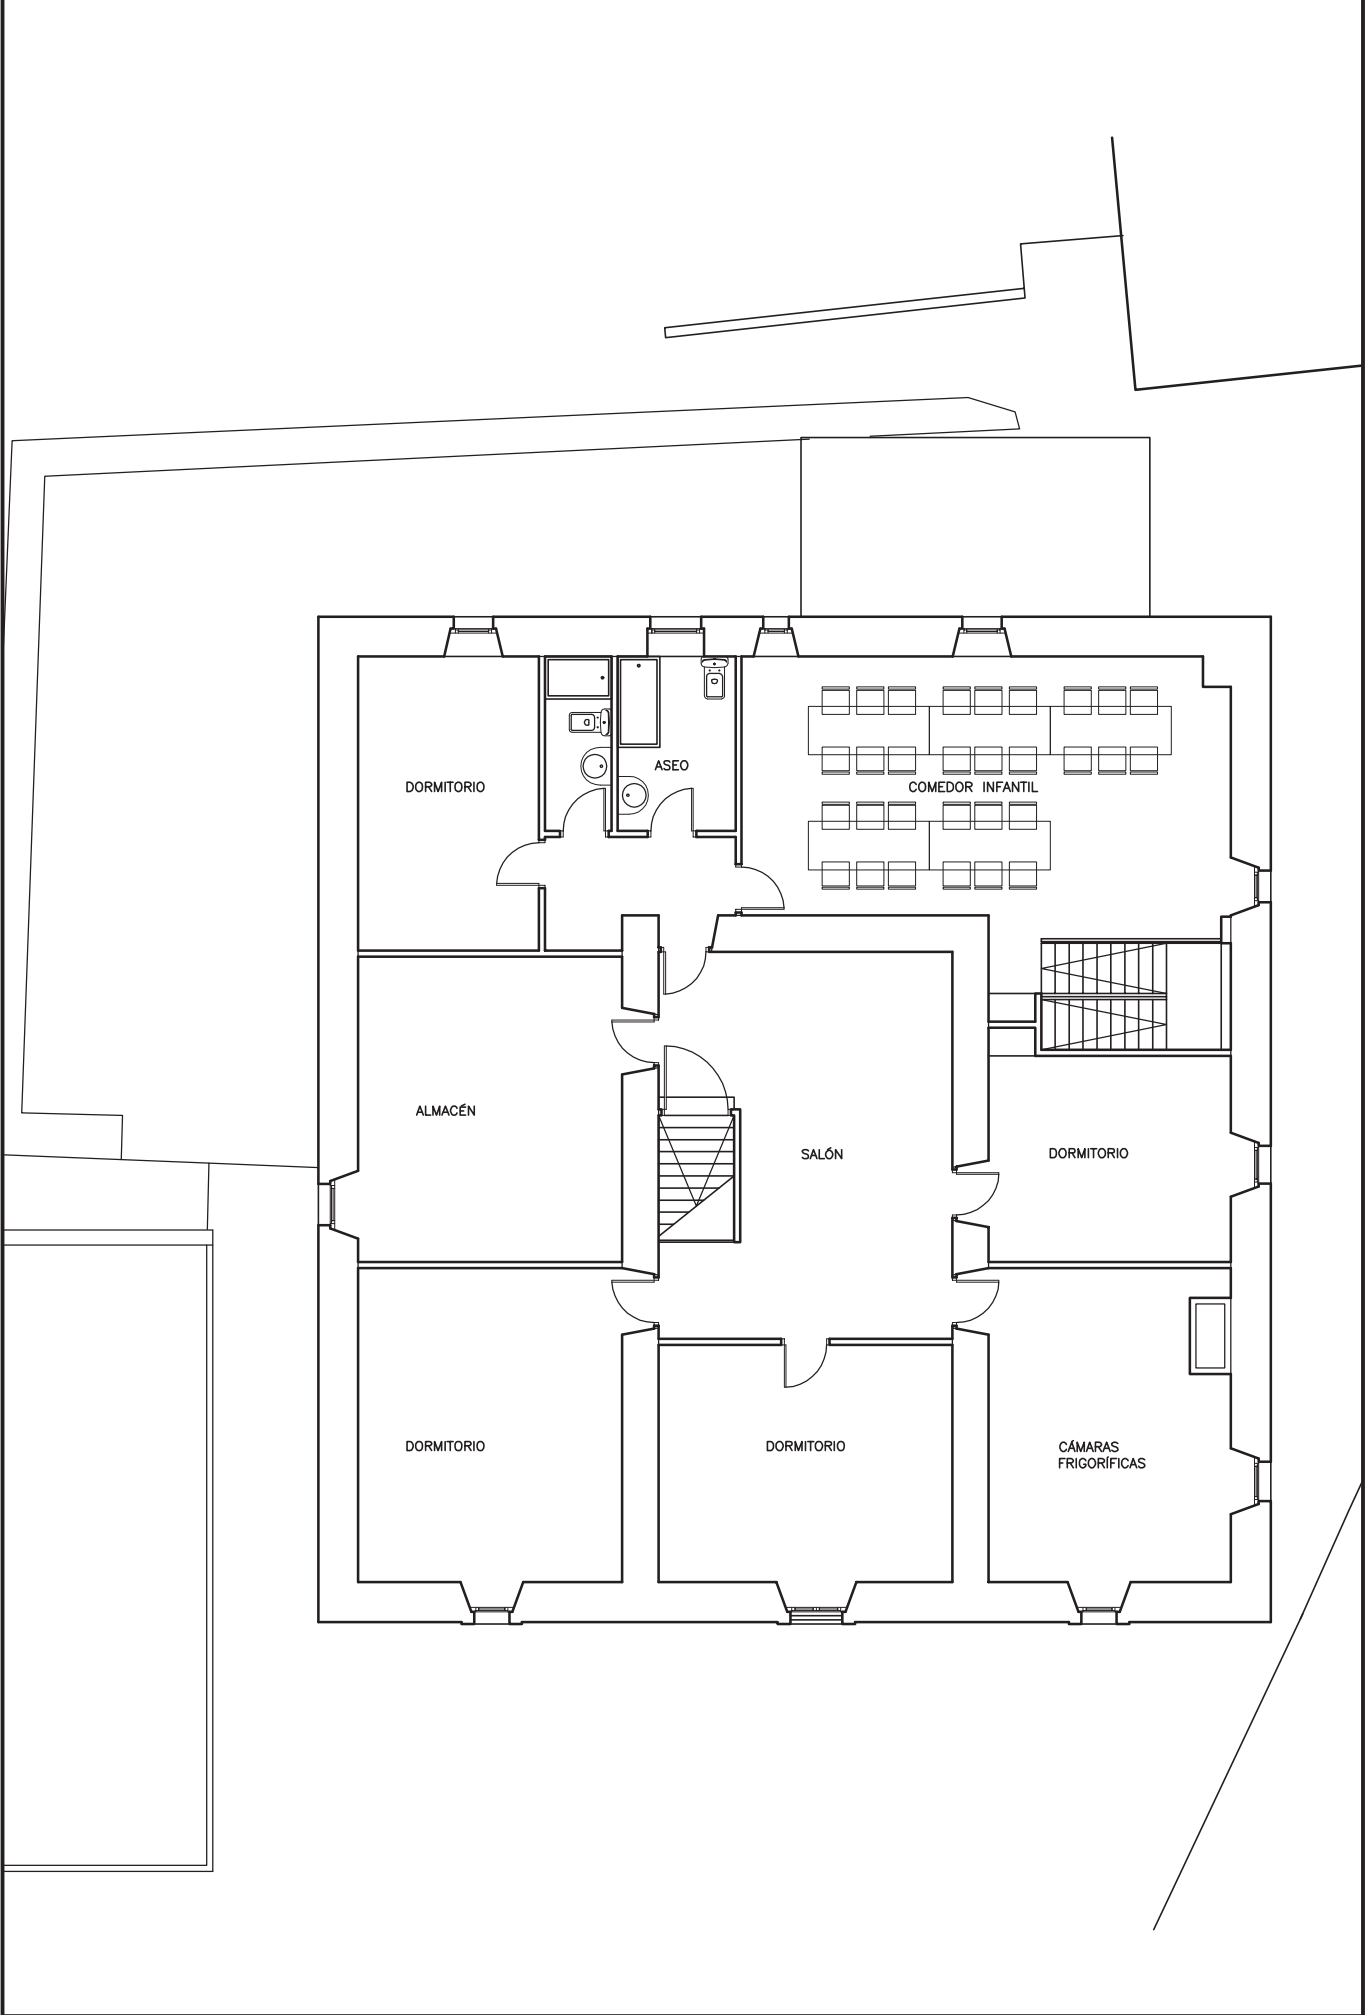 ASEO
DORMITORIO
COMEDOR INFANTIL
ALMACÉN
SALÓN
DORMITORIO
DORMITORIO
DORMITORIO
CÁMARAS
FRIGORÍFICAS